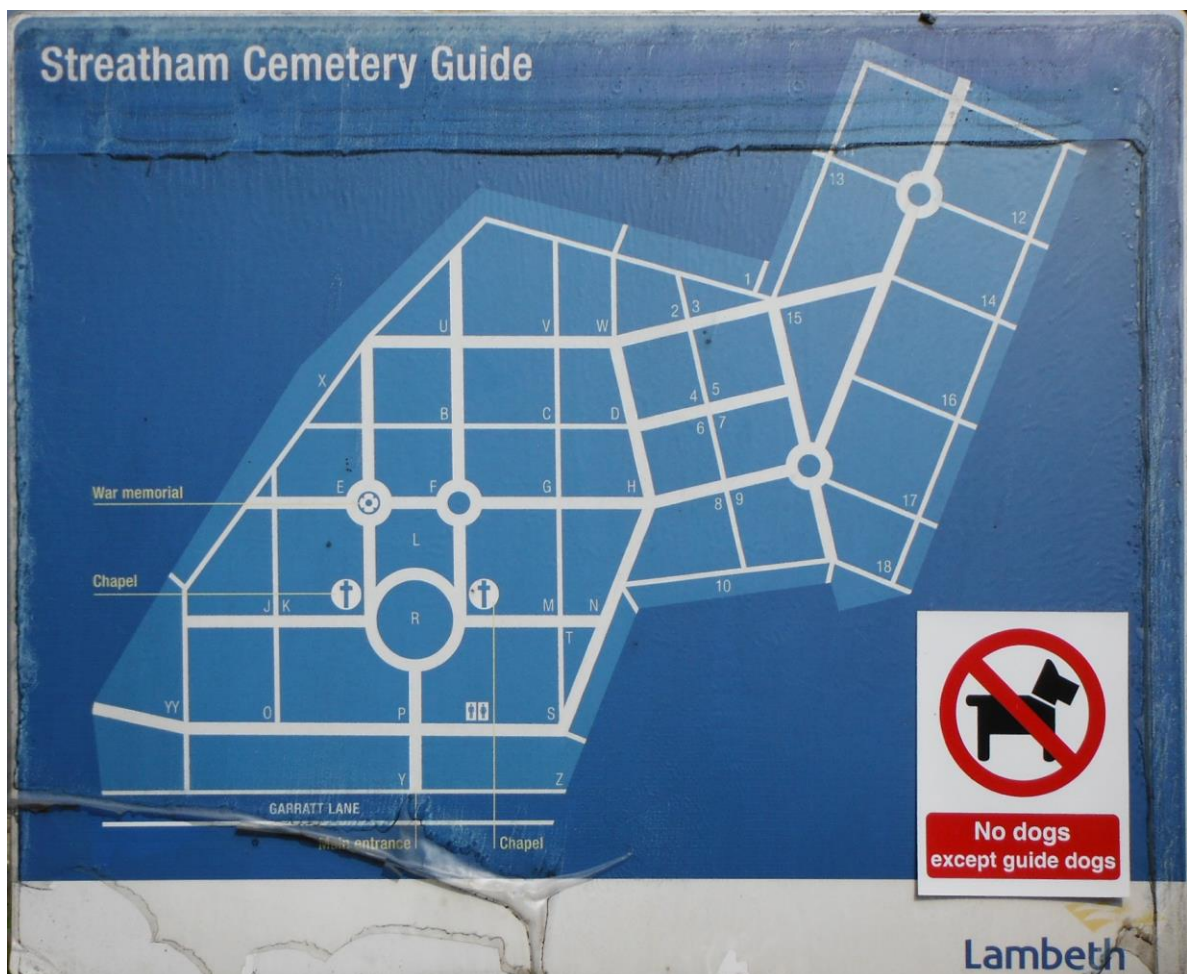 Streatham Cemetery Guide
13
12
1
14
2
3
15
U
V
W
X
4
5
16
B
C
D
6
7
War memorial
E
F
G
H
8
9
17
L
Chapel
10
18
J
K
R
M
N
T
YY
O
P
S
Y
Z
GARRATT LANE
Main entrance
Chapel
No dogs
except guide dogs
Lambeth